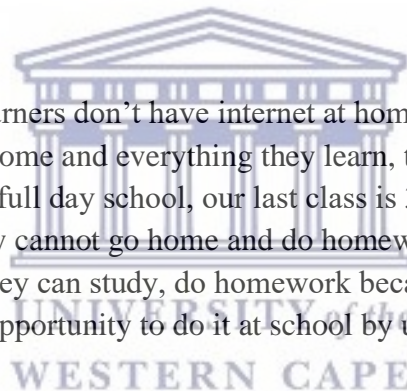 urners don't have internet at hom
ome and everything they learn, t
full day school, our last class is
y cannot go home and do homew
ey can study, do homework beca
UNIVERSITY of the
pportunity to do it at school by u
WESTERN CAPE